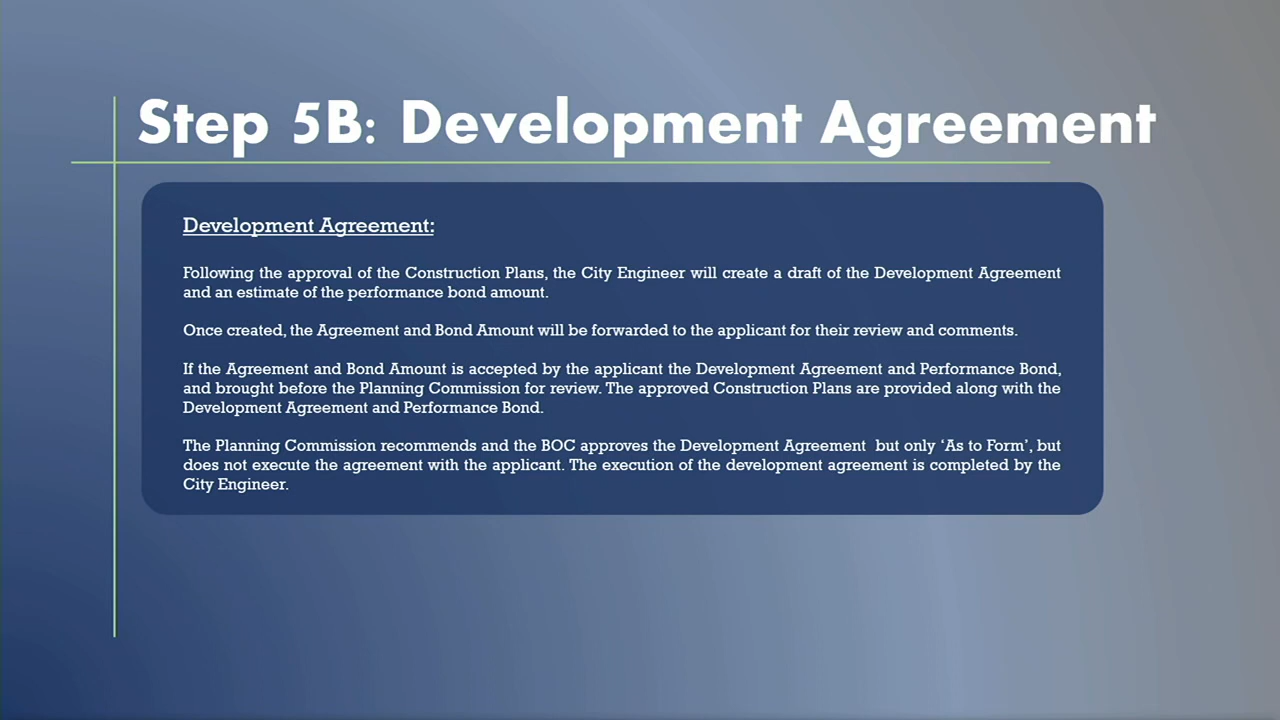 Step 5B: Development Agreement
Development Agreement:
Following the approval of the Construction Plans, the City Engineer will create a draft of the Development Agreement
and an estimate of the performance bond amount.
Once created, the Agreement and Bond Amount will be forwarded to the applicant for their review and comments.
If the Agreement and Bond Amount is accepted by the applicant the Development Agreement and Performance Bond,
and brought before the Planning Commission for review. The approved Construction Plans are provided along with the
Development Agreement and Performance Bond.
The Planning Commission recommends and the BOC approves the Development Agreement  but only ‘As to Form’, but
does not execute the agreement with the applicant. The execution of the development agreement is completed by the
City Engineer.